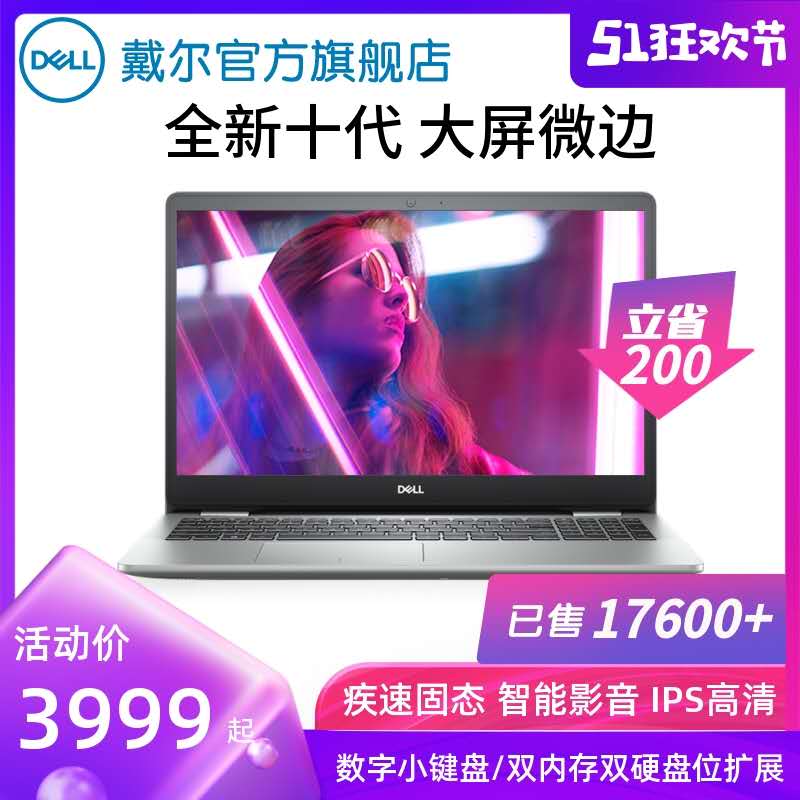 DELL 戴尔官方旗舰店
51狂欢节
全新十代 大屏微边
立省
200
DELL
已售 17600+
活动价
3999起
疾速固态 智能影音 IPS高清
数字小键盘/双内存双硬盘位扩展